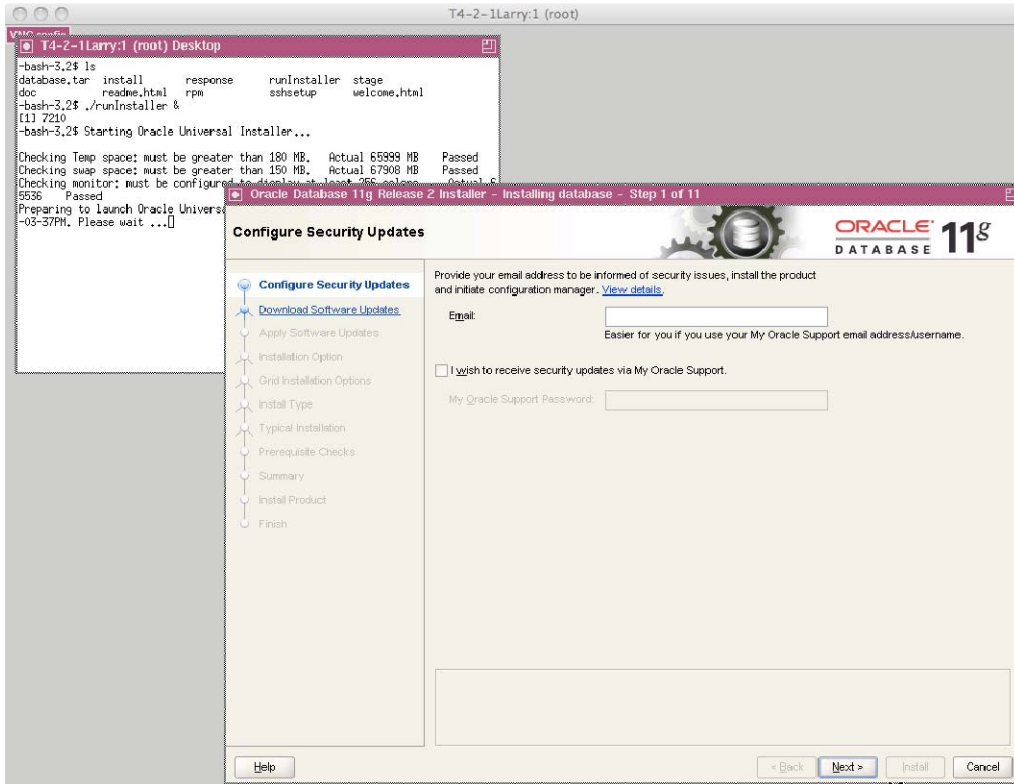 T4-2-1Larry:1 (root)
VNC config
T4-2-1Larry:1 (root) Desktop
-bash-3.2$ ls
database.tar install response runInstaller stage
doc readme.html rpm sshsetup welcome.html
-bash-3.2$ ./runInstaller &
[1] 7210
-bash-3.2$ Starting Oracle Universal Installer...
Checking Temp space: must be greater than 180 MB. Actual 65999 MB Passed
Checking swap space: must be greater than 150 MB. Actual 67908 MB Passed
Checking monitor: must be configured to display at least 256 colors. Actual 6
5536 Passed
Preparing to launch Oracle Universa
-03-37PM. Please wait ...
Oracle Database 11g Release 2 Installer - Installing database - Step 1 of 11
Configure Security Updates
ORACLE
DATABASE
11g
Configure Security Updates
Download Software Updates
Apply Software Updates
Installation Option
Grid Installation Options
Install Type
Typical Installation
Prerequisite Checks
Summary
Install Product
Finish
Provide your email address to be informed of security issues, install the product
and initiate configuration manager. View details.
Email:
Easier for you if you use your My Oracle Support email address/username.
I wish to receive security updates via My Oracle Support.
My Oracle Support Password:
Help
< Back
Next >
Install
Cancel